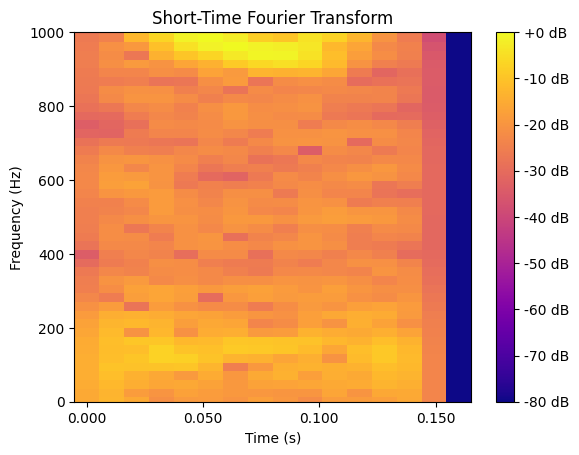 Short-Time Fourier Transform
1000
800
600
400
200
0
Frequency (Hz)
0.000
0.050
0.100
0.150
Time (s)
+0 dB
-10 dB
-20 dB
-30 dB
-40 dB
-50 dB
-60 dB
-70 dB
-80 dB